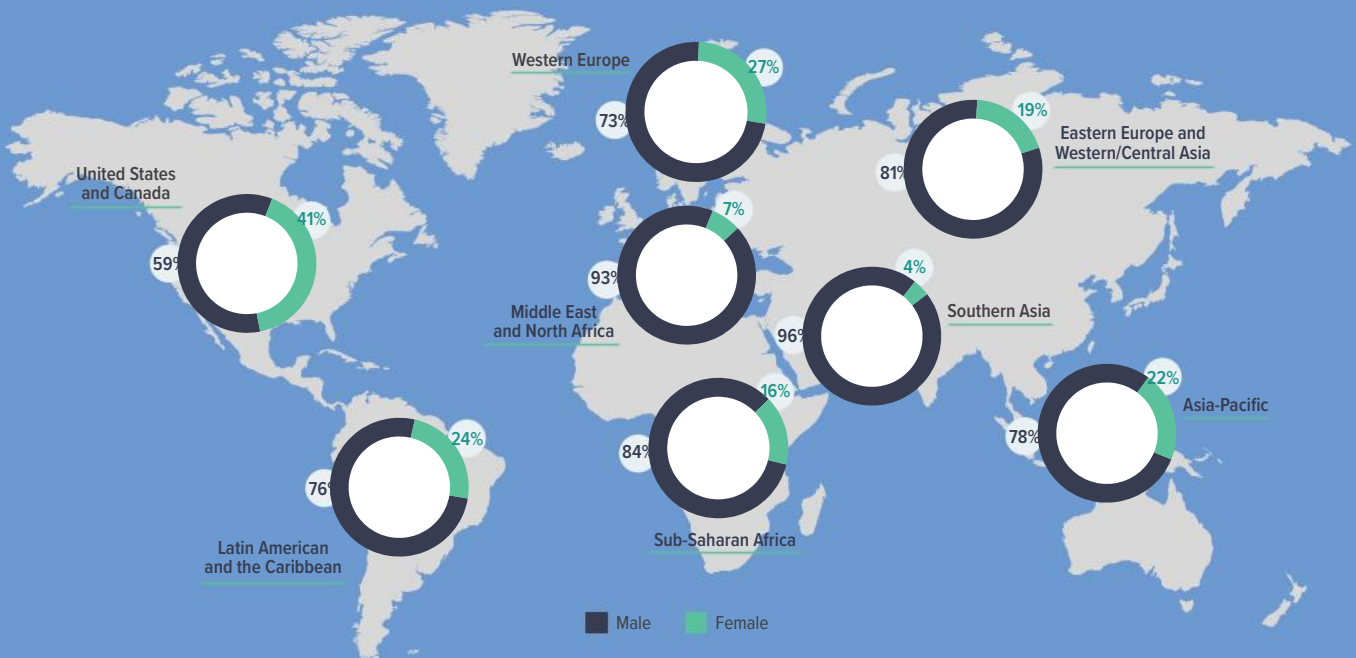 Western Europe
27%
73%
19%
Eastern Europe and
Western/Central Asia
81%
United States
and Canada
41%
59%
7%
93%
Middle East
and North Africa
4%
Southern Asia
96%
16%
84%
Sub-Saharan Africa
22%
Asia-Pacific
78%
24%
76%
Latin American
and the Caribbean
Male
Female